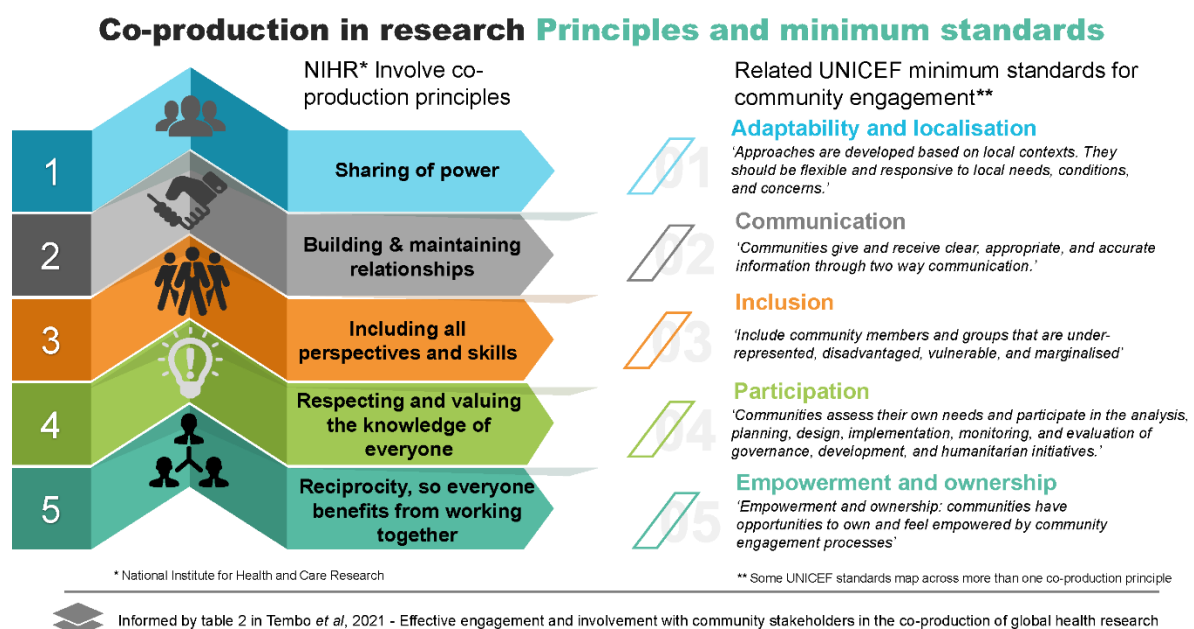 Co-production in research Principles and minimum standards
NIHR* Involve co-
production principles
1
Sharing of power
2
Building & maintaining
relationships
3
Including all
perspectives and skills
4
Respecting and valuing
the knowledge of
everyone
5
Reciprocity, so everyone
benefits from working
together
* National Institute for Health and Care Research
Related UNICEF minimum standards for
community engagement**
01
Adaptability and localisation
‘Approaches are developed based on local contexts. They
should be flexible and responsive to local needs, conditions,
and concerns.’
02
Communication
‘Communities give and receive clear, appropriate, and accurate
information through two way communication.’
03
Inclusion
‘Include community members and groups that are under-
represented, disadvantaged, vulnerable, and marginalised’
04
Participation
‘Communities assess their own needs and participate in the analysis,
planning, design, implementation, monitoring, and evaluation of
governance, development, and humanitarian initiatives.’
05
Empowerment and ownership
‘Empowerment and ownership: communities have
opportunities to own and feel empowered by community
engagement processes`
** Some UNICEF standards map across more than one co-production principle
Informed by table 2 in Tembo et al, 2021 - Effective engagement and involvement with community stakeholders in the co-production of global health research